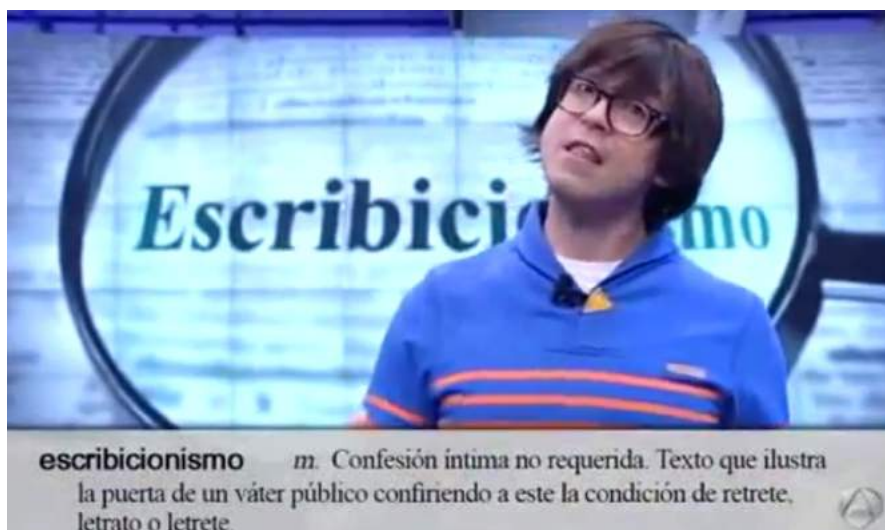 Escribici mo
escribicionismo m. Confesión íntima no requerida. Texto que ilustra
la puerta de un váter público confiriendo a este la condición de retrete,
letrato o letrete